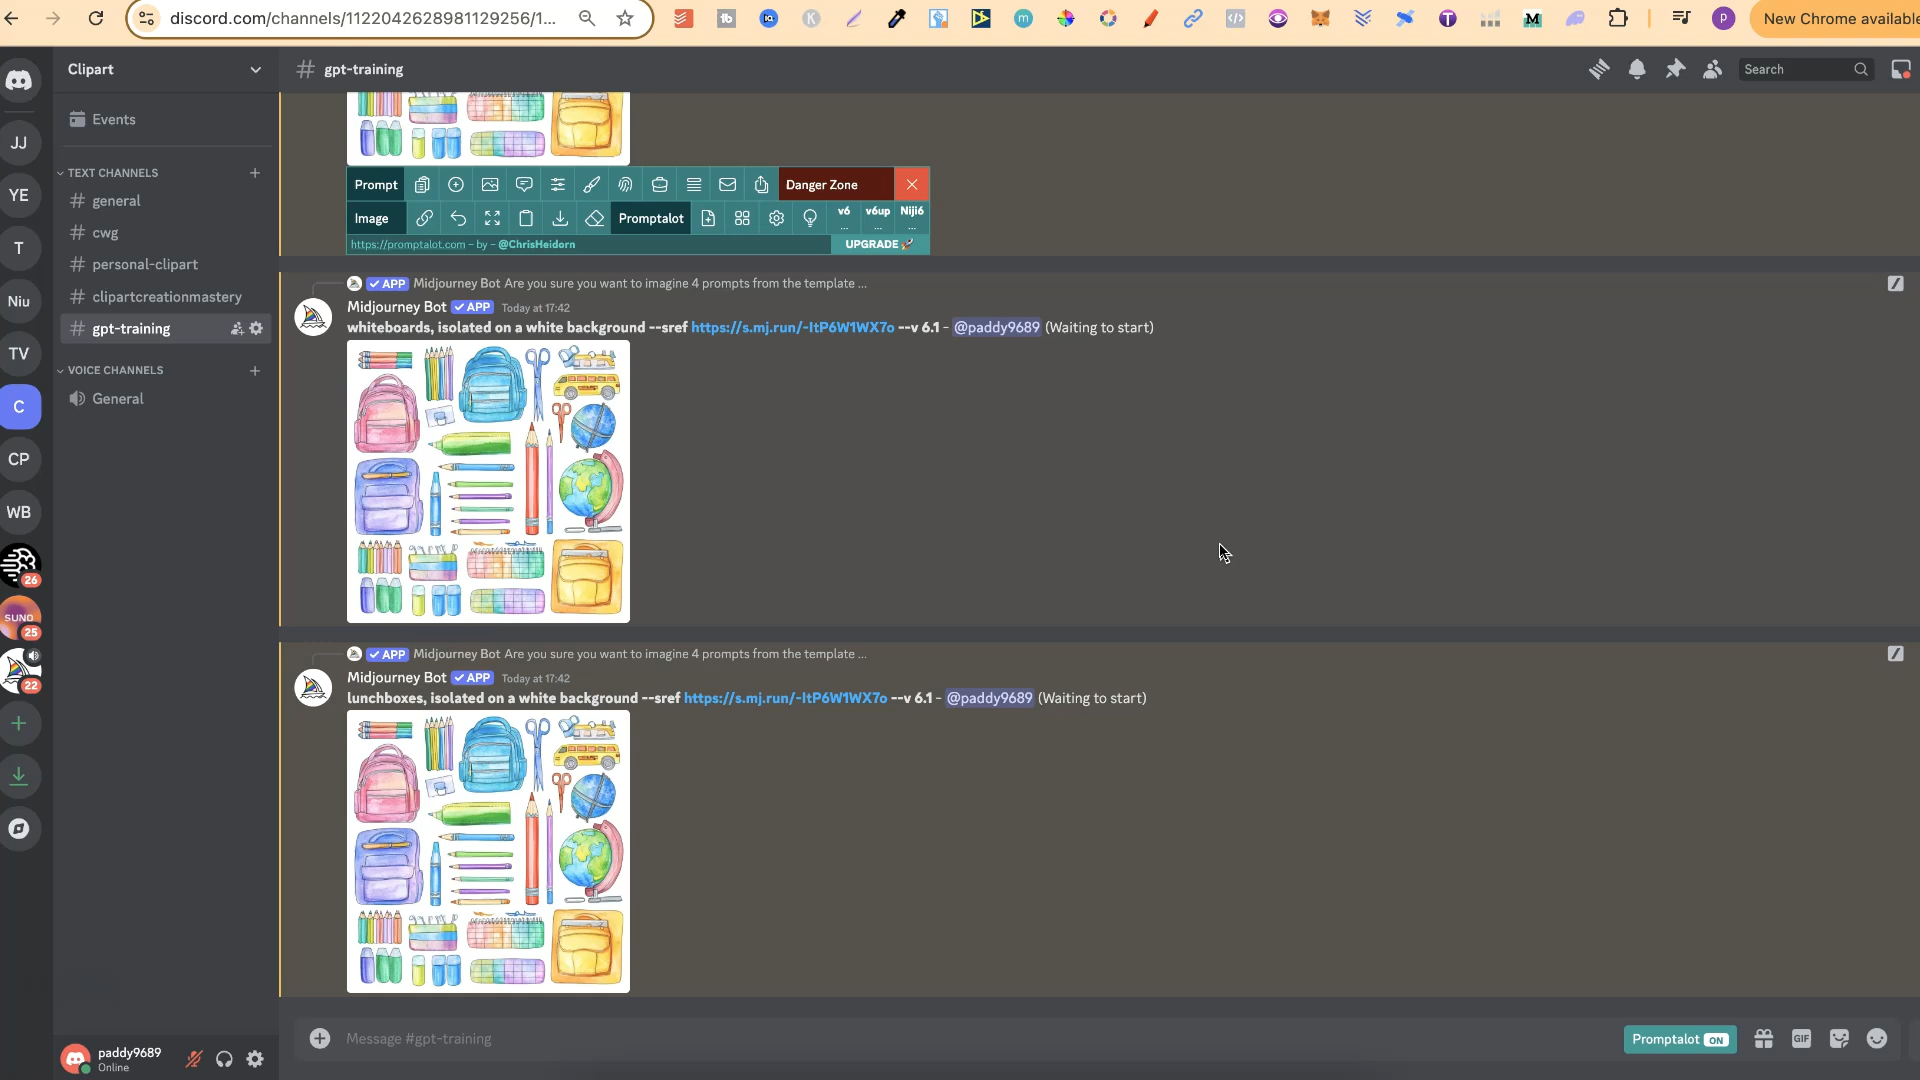 discord.com/channels/1122042628981129256/1...
New Chrome available
Clipart
# gpt-training
Search
Events
JJ
YE
T
Niu
TV
C
CP
WB
26
SUND
25
22
TEXT CHANNELS
# general
# cwg
# personal-clipart
# clipartcreationmastery
# gpt-training
VOICE CHANNELS
General
Prompt
Danger Zone
Image
Promptalot
v6
...
v6up
...
Niji6
...
https://promptalot.com – by – @ChrisHeidorn
UPGRADE 🚀
APP Midjourney Bot Are you sure you want to imagine 4 prompts from the template ...
Midjourney Bot APP Today at 17:42
whiteboards, isolated on a white background --sref https://s.mj.run/-ItP6W1WX7o --v 6.1 - @paddy9689 (Waiting to start)
APP Midjourney Bot Are you sure you want to imagine 4 prompts from the template ...
Midjourney Bot APP Today at 17:42
lunchboxes, isolated on a white background --sref https://s.mj.run/-ItP6W1WX7o --v 6.1 - @paddy9689 (Waiting to start)
Message #gpt-training
Promptalot ON
GIF
paddy9689
Online